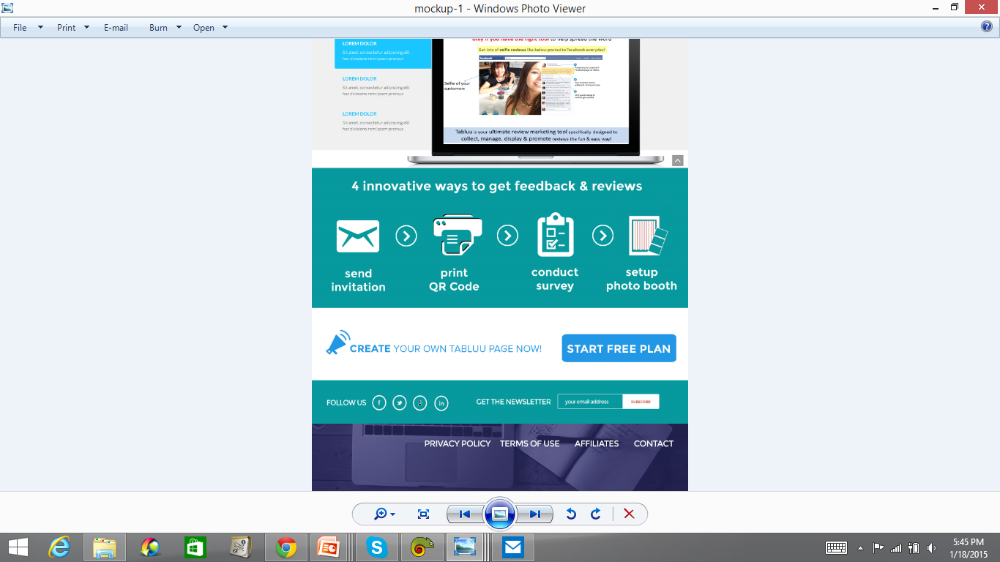 mockup-1 - Windows Photo Viewer
File Print E-mail Burn Open
only if you have the right tool to help spread the word
LOREM DOLOR
Sit amet, consectetur adipiscing elit
hac divisione rem ipsam prorsus
Get lots of selfie reviews like below posted to Facebook everyday!
facebook
Selfie of your
customers
LOREM DOLOR
Sit amet, consectetur adipiscing elit
hac divisione rem ipsam prorsus
LOREM DOLOR
Sit amet, consectetur adipiscing elit
hac divisione rem ipsam prorsus
Tabluu is your ultimate review marketing tool specifically designed to
collect, manage, display & promote reviews the fun & easy way!
4 innovative ways to get feedback & reviews
send
invitation
print
QR Code
conduct
survey
setup
photo booth
CREATE YOUR OWN TABLUU PAGE NOW!
START FREE PLAN
FOLLOW US
GET THE NEWSLETTER
your email address
SUBSCRIBE
PRIVACY POLICY TERMS OF USE AFFILIATES CONTACT
5:45 PM
1/18/2015